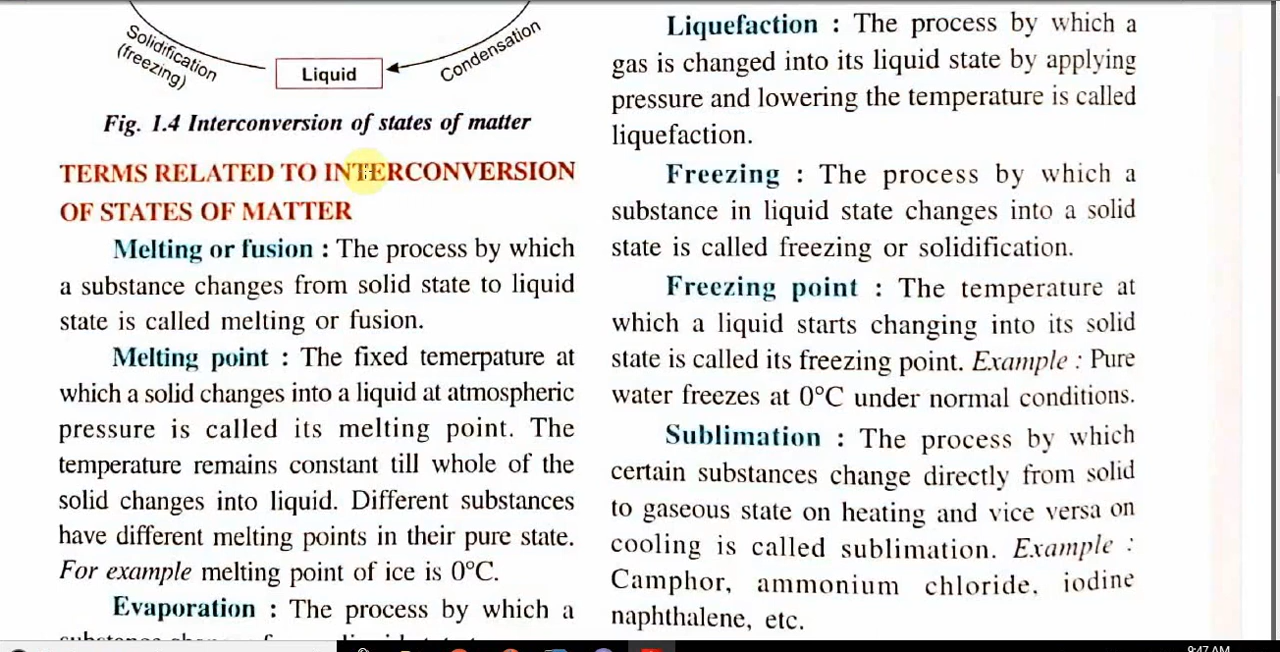 Solidification
(freezing)
Liquid
Condensation
Fig. 1.4 Interconversion of states of matter
TERMS RELATED TO INTERCONVERSION
OF STATES OF MATTER
Melting or fusion : The process by which
a substance changes from solid state to liquid
state is called melting or fusion.
Melting point : The fixed temerpature at
which a solid changes into a liquid at atmospheric
pressure is called its melting point. The
temperature remains constant till whole of the
solid changes into liquid. Different substances
have different melting points in their pure state.
For example melting point of ice is 0°C.
Evaporation : The process by which a
Liquefaction : The process by which a
gas is changed into its liquid state by applying
pressure and lowering the temperature is called
liquefaction.
Freezing : The process by which a
substance in liquid state changes into a solid
state is called freezing or solidification.
Freezing point : The temperature at
which a liquid starts changing into its solid
state is called its freezing point. Example : Pure
water freezes at 0°C under normal conditions.
Sublimation : The process by which
certain substances change directly from solid
to gaseous state on heating and vice versa on
cooling is called sublimation. Example :
Camphor, ammonium chloride, iodine
naphthalene, etc.
9:47 AM